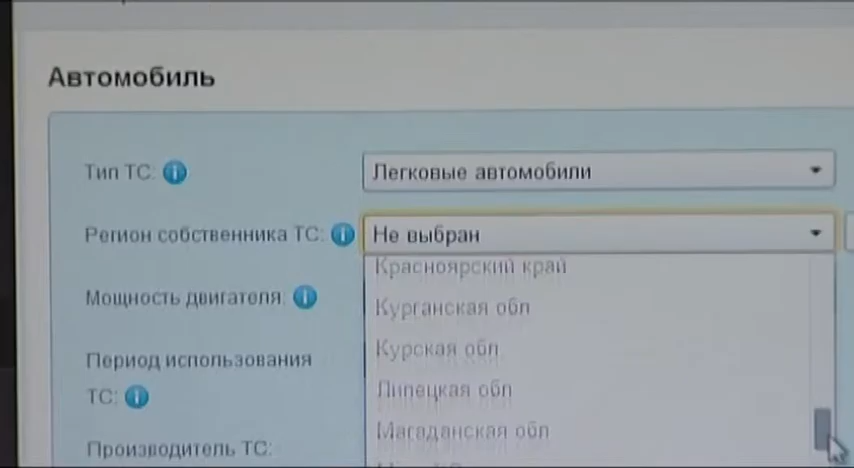 Автомобиль
Тип ТС:
Легковые автомобили
Регион собственника ТС:
Не выбран
Красноярский край
Мощность двигателя:
Курганская обл
Курская обл
Период использования
ТС:
Липецкая обл
Магаданская обл
Производитель ТС: